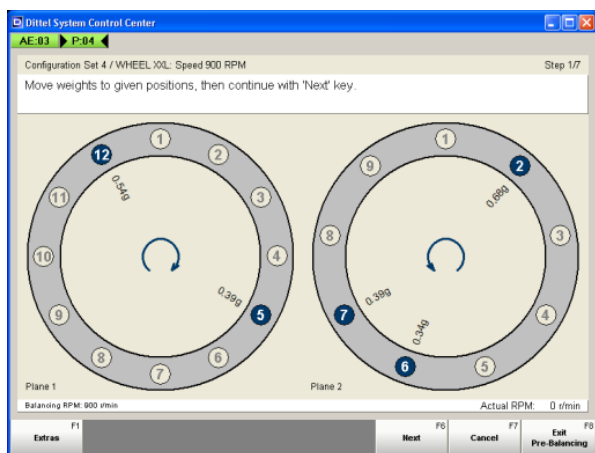 Dittel System Control Center
AE:03 P:04
Configuration Set 4 / WHEEL XXL: Speed 900 RPM Step 1/7
Move weights to given positions, then continue with 'Next' key.
1
2
3
4
5
6
7
8
9
10
11
12
0.54g
0.39g
Plane 1
1
2
3
4
5
6
7
8
9
0.68g
0.39g
0.34g
Plane 2
Balancing RPM: 900 r/min Actual RPM: 0 r/min
F1 F6 F7 F8
Extras Next Cancel Exit
Pre-Balancing